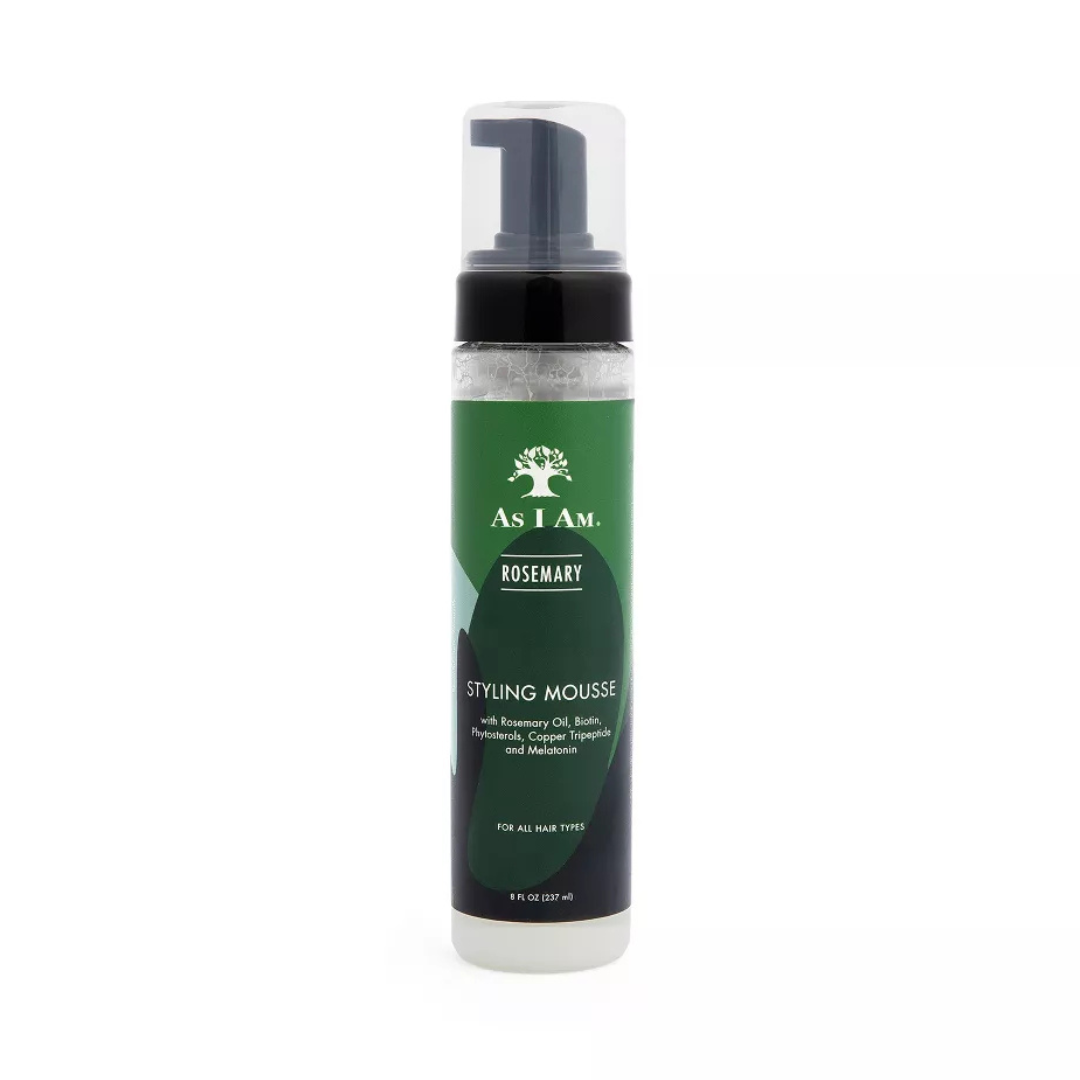 As I Am®
ROSEMARY
STYLING MOUSSE
with Rosemary Oil, Biotin,
Phytosterols, Copper Tripeptide
and Melatonin
FOR ALL HAIR TYPES
8 FL OZ (237 ml)